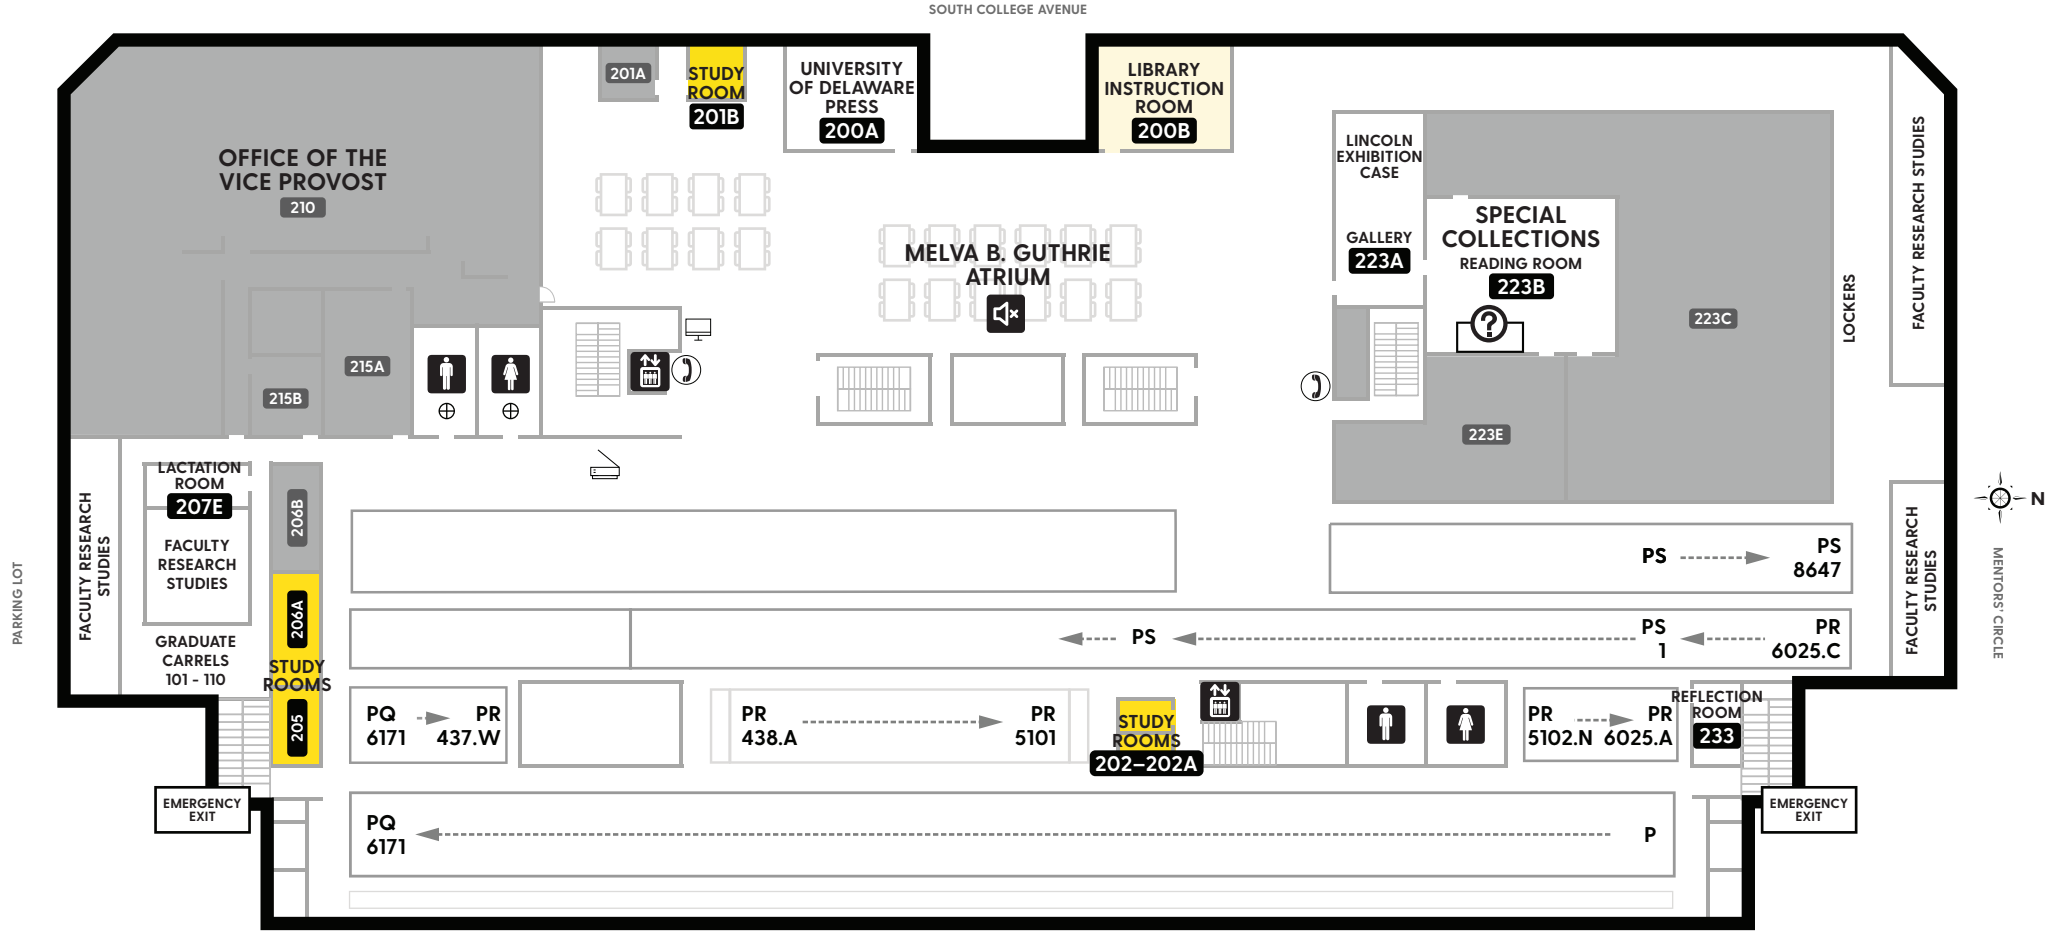 SOUTH COLLEGE AVENUE
201A
STUDY
ROOM
201B
UNIVERSITY
OF DELAWARE
PRESS
200A
LIBRARY
INSTRUCTION
ROOM
200B
OFFICE OF THE
VICE PROVOST
210
LINCOLN
EXHIBITION
CASE
GALLERY
223A
SPECIAL
COLLECTIONS
READING ROOM
223B
?
223C
LOCKERS
FACULTY RESEARCH STUDIES
MELVA B. GUTHRIE
ATRIUM
215A
215B
223E
LACTATION
ROOM
207E
FACULTY
RESEARCH
STUDIES
GRADUATE
CARRELS
101 - 110
FACULTY RESEARCH
STUDIES
PARKING LOT
206B
206A
STUDY
ROOMS
205
PS
PS
8647
PS
PS
1
PR
6025.C
FACULTY RESEARCH
STUDIES
N
MENTORS' CIRCLE
PQ
6171
PR
437.W
PR
438.A
PR
5101
STUDY
ROOMS
202–202A
PR
5102.N
PR
6025.A
REFLECTION
ROOM
233
EMERGENCY
EXIT
EMERGENCY
EXIT
PQ
6171
P